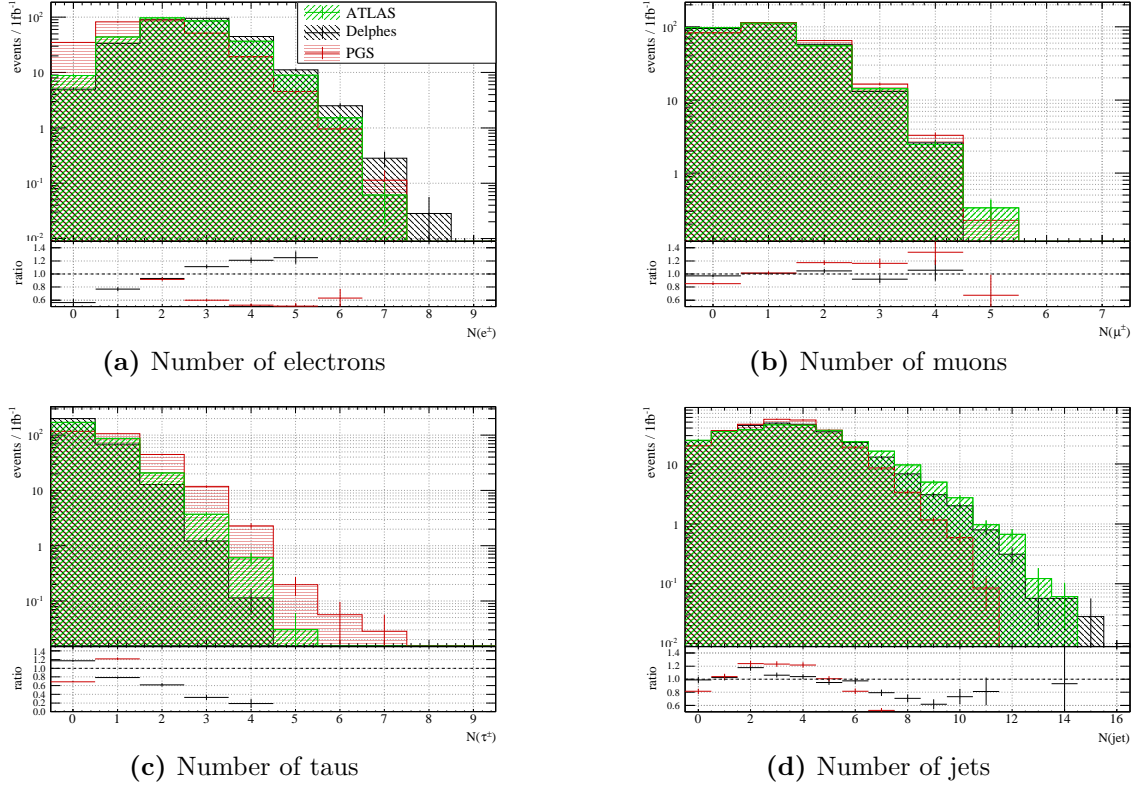 events / 1fb⁻¹
10²
10
1
10⁻¹
10⁻²
ATLAS
Delphes
PGS
ratio
1.4
1.2
1.0
0.8
0.6
0 1 2 3 4 5 6 7 8 9
N(e±)
(a) Number of electrons
events / 1fb⁻¹
10²
10
1
ratio
1.4
1.2
1.0
0.8
0.6
0 1 2 3 4 5 6 7
N(μ±)
(b) Number of muons
events / 1fb⁻¹
10²
10
1
10⁻¹
ratio
1.4
1.2
1.0
0.8
0.6
0.4
0.2
0.0
0 1 2 3 4 5 6 7 8 9
N(τ±)
(c) Number of taus
events / 1fb⁻¹
10
1
10⁻¹
10⁻²
ratio
1.4
1.2
1.0
0.8
0.6
0 2 4 6 8 10 12 14 16
N(jet)
(d) Number of jets